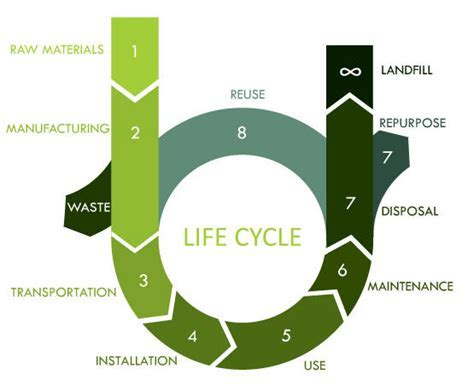 RAW MATERIALS
1
MANUFACTURING
2
WASTE
TRANSPORTATION
3
INSTALLATION
4
5
USE
6
MAINTENANCE
7
DISPOSAL
7
REPURPOSE
∞
LANDFILL
REUSE
8
LIFE CYCLE